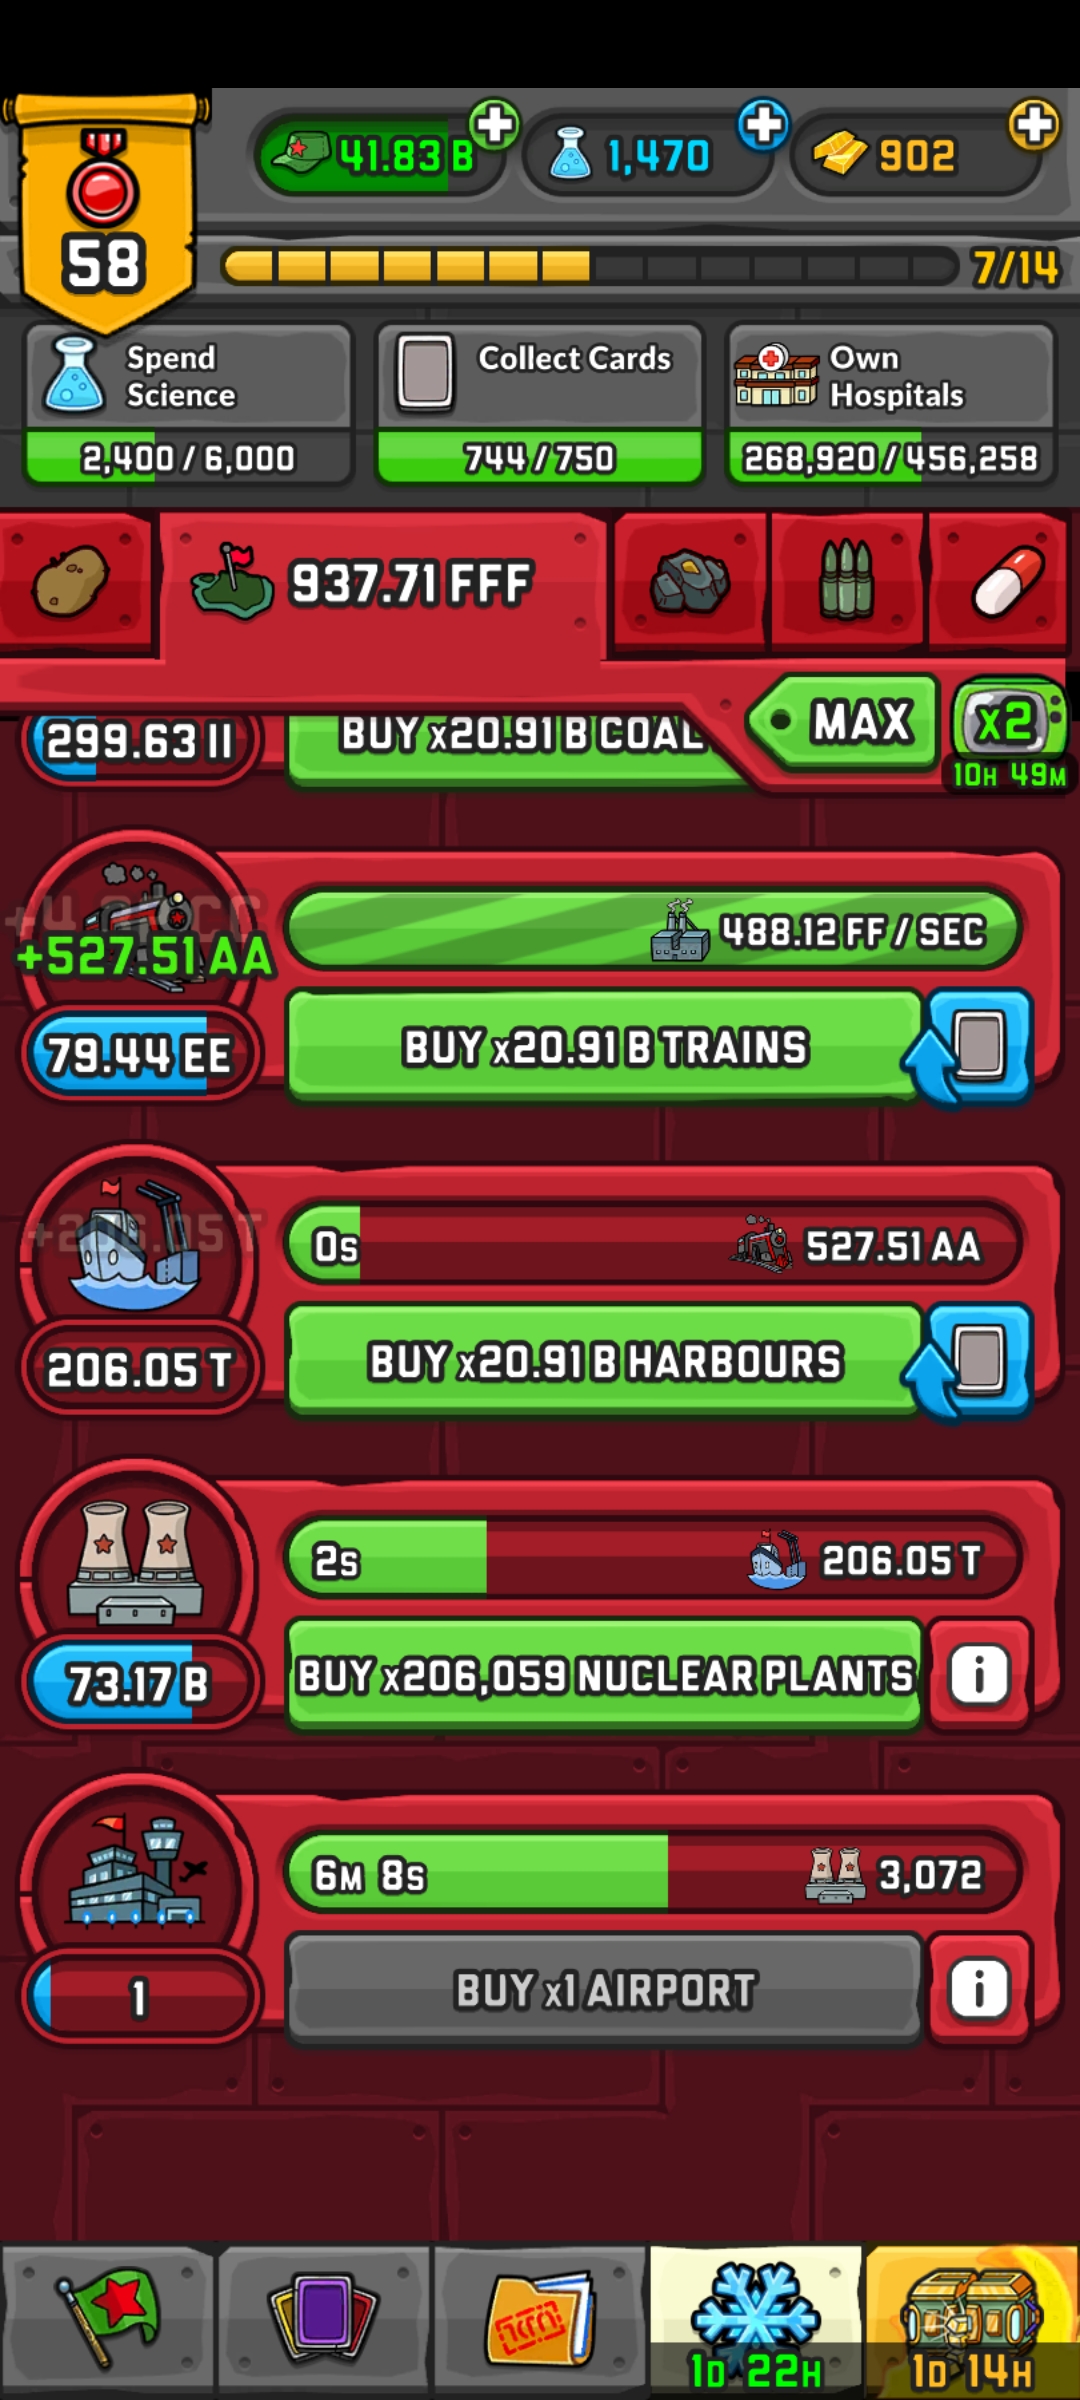 58
41.83 B
1,470
902
7/14
Spend Science
2,400 / 6,000
Collect Cards
744 / 750
Own Hospitals
268,920 / 456,258
937.71 FFF
MAX
x2
10H 49M
299.63 II
BUY x20.91 B COAL
+527.51 AA
488.12 FF / SEC
79.44 EE
BUY x20.91 B TRAINS
+206.05 T
0s
527.51 AA
206.05 T
BUY x20.91 B HARBOURS
2s
206.05 T
73.17 B
BUY x206,059 NUCLEAR PLANTS
i
6M 8s
3,072
1
BUY x1 AIRPORT
i
1D 22H
1D 14H